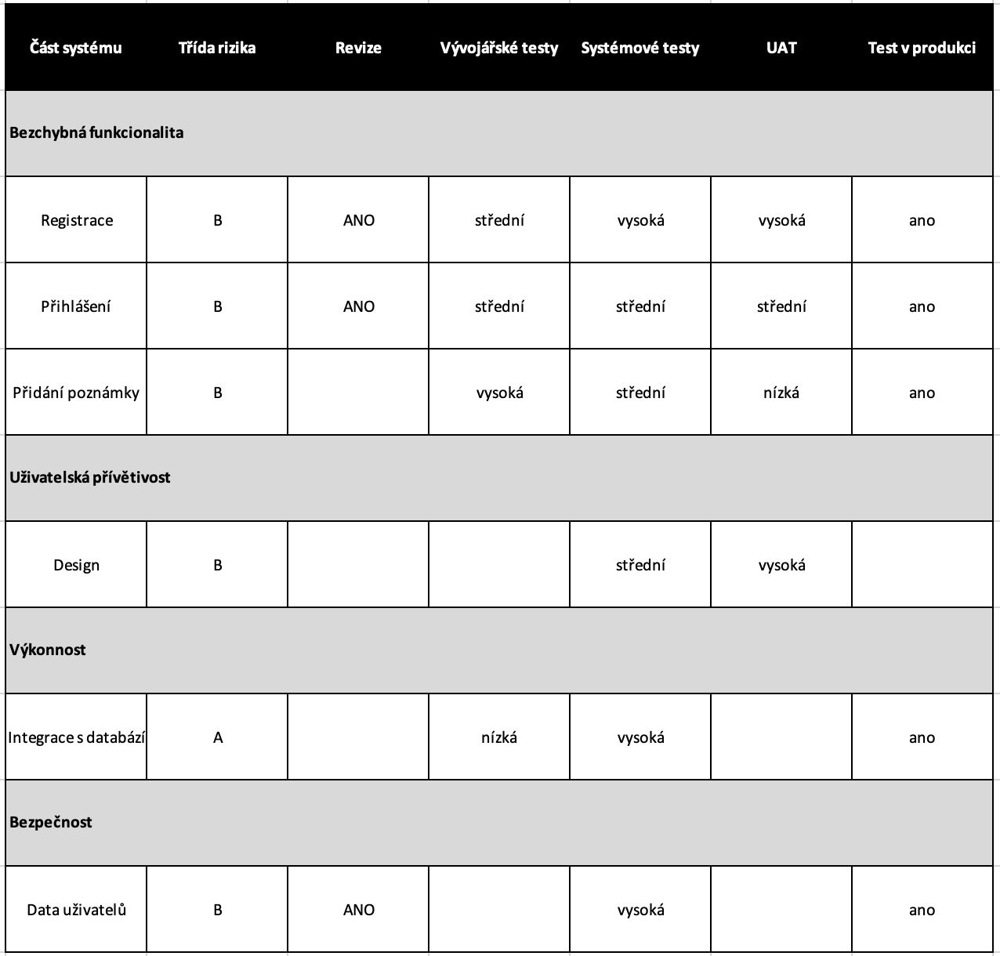 Část systému Třída rizika Revize Vývojářské testy Systémové testy UAT Test v produkci
Bezchybná funkcionalita
Registrace B ANO střední vysoká vysoká ano
Přihlášení B ANO střední střední střední ano
Přidání poznámky B vysoká střední nízká ano
Uživatelská přívětivost
Design B střední vysoká
Výkonnost
Integrace s databází A nízká vysoká ano
Bezpečnost
Data uživatelů B ANO vysoká ano